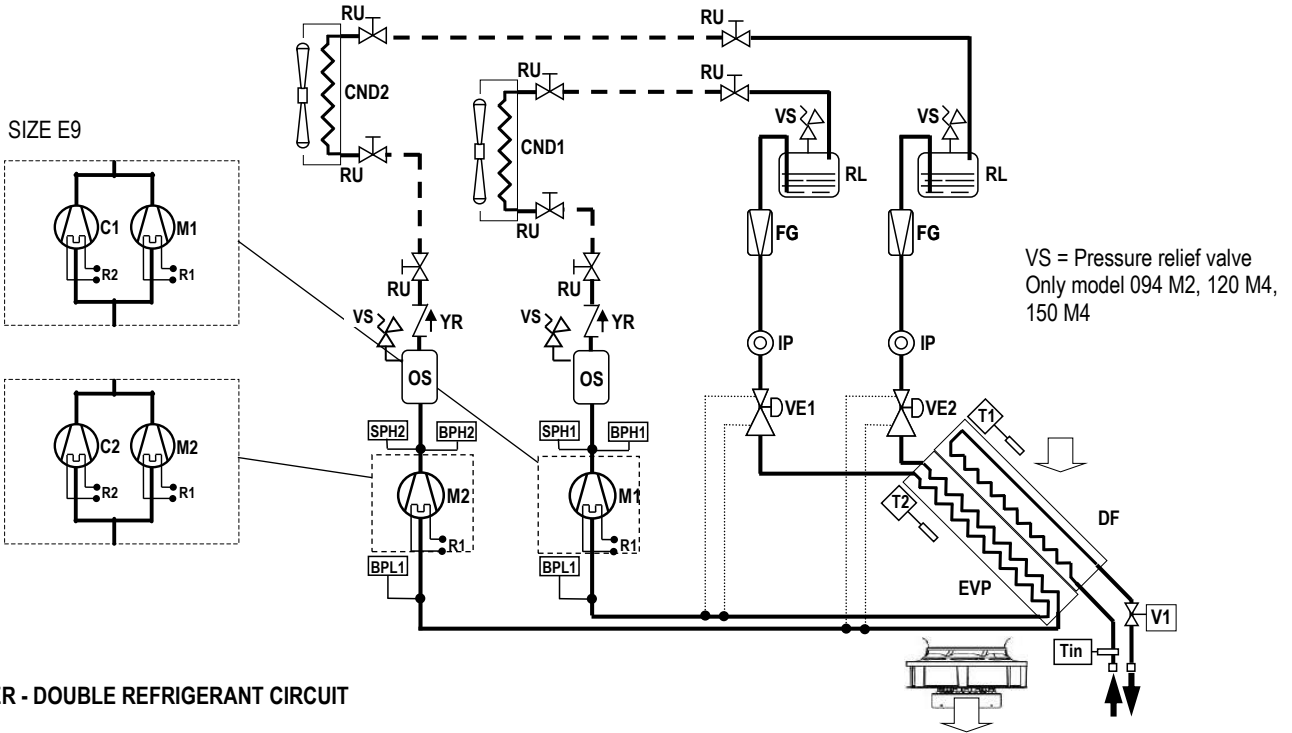 RU
RU
RU
RU
CND2
VS
VS
SIZE E9
CND1
RL
RL
RU
RU
C1
M1
FG
FG
R2
R1
RU
RU
VS = Pressure relief valve
Only model 094 M2, 120 M4,
150 M4
VS
YR
VS
YR
IP
IP
OS
OS
VE1
VE2
T1
C2
M2
SPH2
BPH2
SPH1
BPH1
R2
R1
M2
M1
T2
DF
R1
R1
BPL1
BPL1
EVP
V1
Tin
ER - DOUBLE REFRIGERANT CIRCUIT